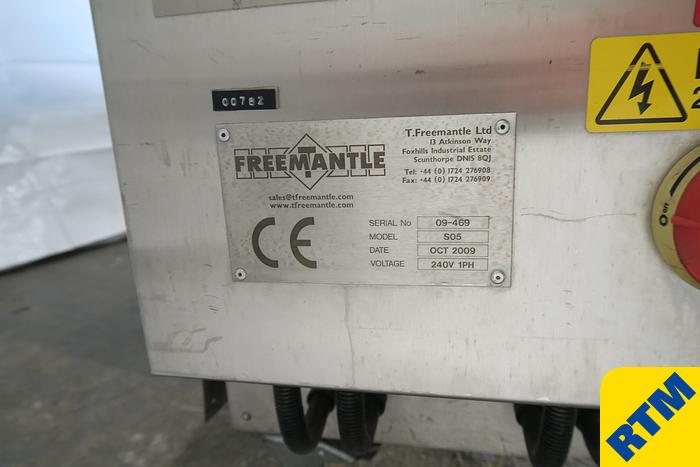 00782
T.Freemantle Ltd
13 Atkinson Way
Foxhills Industrial Estate
Scunthorpe DN15 8QJ
Tel: +44 (0) 1724 276908
Fax: +44 (0) 1724 276909
FREEMANTLE
sales@tfreemantle.com
www.tfreemantle.com
CE
SERIAL No 09-469
MODEL S05
DATE OCT 2009
VOLTAGE 240V 1PH
OFF
RTM